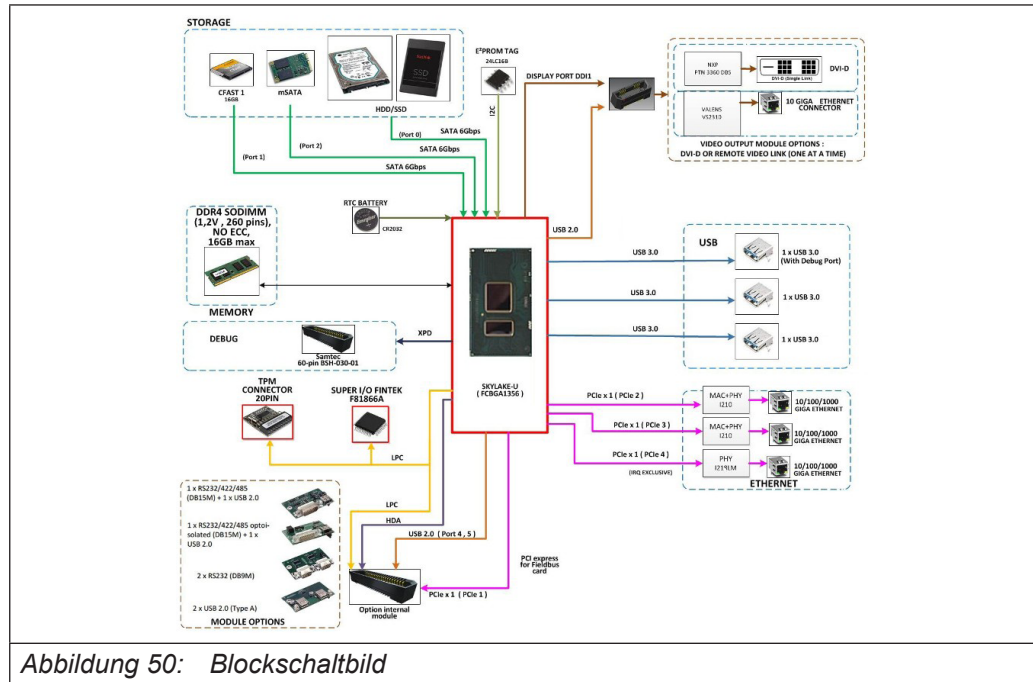 STORAGE
CFAST 1
16GB
mSATA
SSD
HDD/SSD
E²PROM TAG
24LC16B
I2C
DISPLAY PORT DDI1
NXP
PTN 3360 DBS
DVI-D (Single Link)
DVI-D
VALENS
VS2310
10 GIGA ETHERNET
CONNECTOR
VIDEO OUTPUT MODULE OPTIONS :
DVI-D OR REMOTE VIDEO LINK (ONE AT A TIME)
(Port 0)
SATA 6Gbps
(Port 2)
SATA 6Gbps
(Port 1)
SATA 6Gbps
RTC BATTERY
CR2032
USB 2.0
DDR4 SODIMM
(1,2V , 260 pins),
NO ECC,
16GB max
MEMORY
USB
USB 3.0
1 x USB 3.0
(With Debug Port)
USB 3.0
1 x USB 3.0
USB 3.0
1 x USB 3.0
DEBUG
Samtec
60-pin BSH-030-01
XPD
SKYLAKE-U
( FCBGA1356 )
TPM
CONNECTOR
20PIN
SUPER I/O FINTEK
F81866A
LPC
PCIe x 1 ( PCIe 2 )
MAC+PHY
I210
10/100/1000
GIGA ETHERNET
PCIe x 1 ( PCIe 3 )
MAC+PHY
I210
10/100/1000
GIGA ETHERNET
PCIe x 1 ( PCIe 4 )
(IRQ EXCLUSIVE)
PHY
I219LM
10/100/1000
GIGA ETHERNET
ETHERNET
1 x RS232/422/485
(DB15M) + 1 x USB 2.0
1 x RS232/422/485 optoi-
solated (DB15M) + 1 x
USB 2.0
2 x RS232 (DB9M)
2 x USB 2.0 (Type A)
MODULE OPTIONS
LPC
HDA
USB 2.0 ( Port 4 , 5 )
PCI express
for Fieldbus
card
PCIe x 1 ( PCIe 1 )
Option internal
module
Abbildung 50: Blockschaltbild